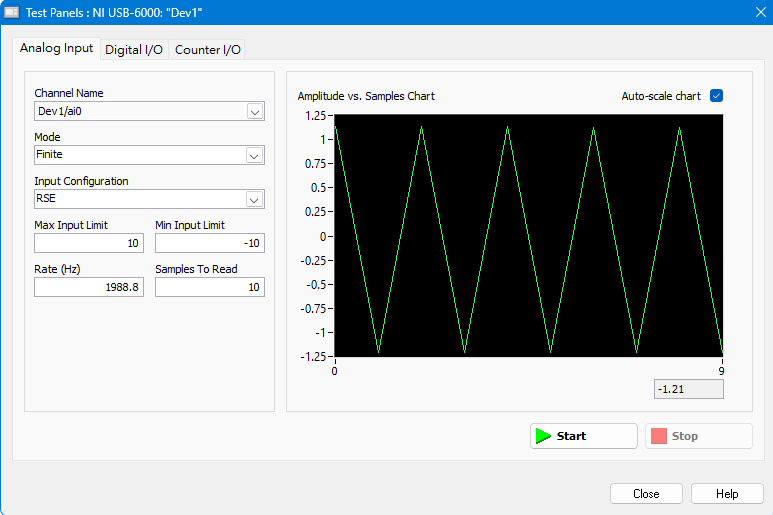 Test Panels : NI USB-6000: "Dev1"
Analog Input Digital I/O Counter I/O
Channel Name
Dev1/ai0
Mode
Finite
Input Configuration
RSE
Max Input Limit Min Input Limit
10 -10
Rate (Hz) Samples To Read
1988.8 10
Amplitude vs. Samples Chart Auto-scale chart
1.25
1
0.75
0.5
0.25
0
-0.25
-0.5
-0.75
-1
-1.25
0 9
-1.21
Start Stop
Close Help